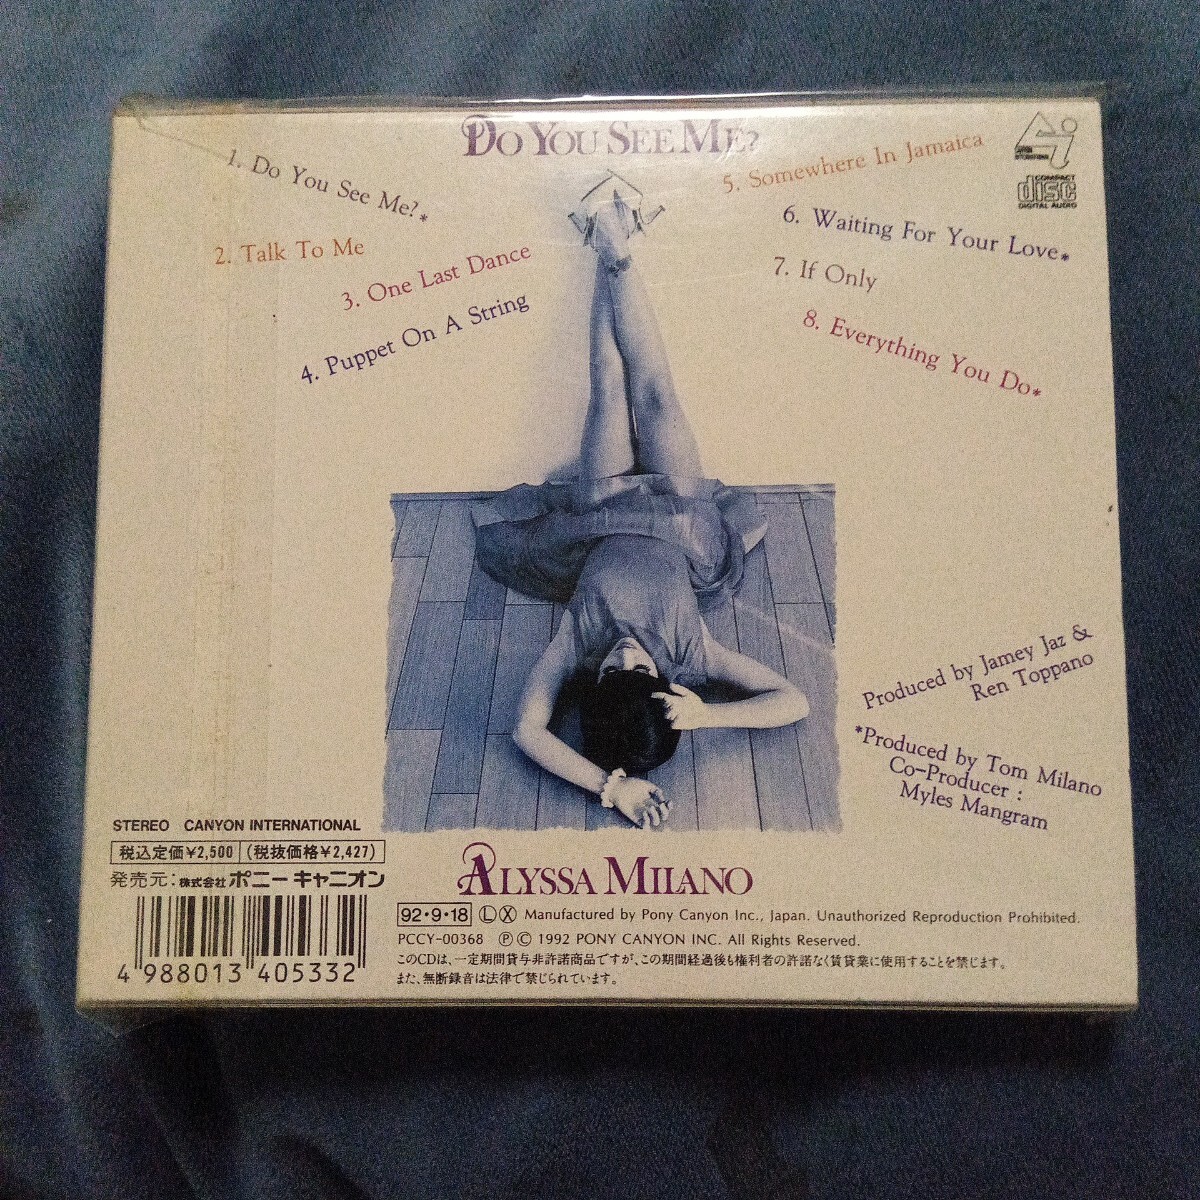 DO YOU SEE ME?
1. Do You See Me?*
2. Talk To Me
3. One Last Dance
4. Puppet On A String
5. Somewhere In Jamaica
6. Waiting For Your Love*
7. If Only
8. Everything You Do*
COMPACT
disc
DIGITAL AUDIO
Produced by Jamey Jaz &
Ren Toppano
*Produced by Tom Milano
Co-Producer :
Myles Mangram
STEREO CANYON INTERNATIONAL
税込定価¥2,500 (税抜価格¥2,427)
発売元: 株式会社 ポニーキャニオン
4 988013 405332
ALYSSA MILANO
92・9・18 Ⓛ Ⓧ Manufactured by Pony Canyon Inc., Japan. Unauthorized Reproduction Prohibited.
PCCY-00368 Ⓟ Ⓒ 1992 PONY CANYON INC. All Rights Reserved.
このCDは、一定期間貸与非許諾商品ですが、この期間経過後も権利者の許諾なく賃貸業に使用することを禁じます。
また、無断録音は法律で禁じられています。